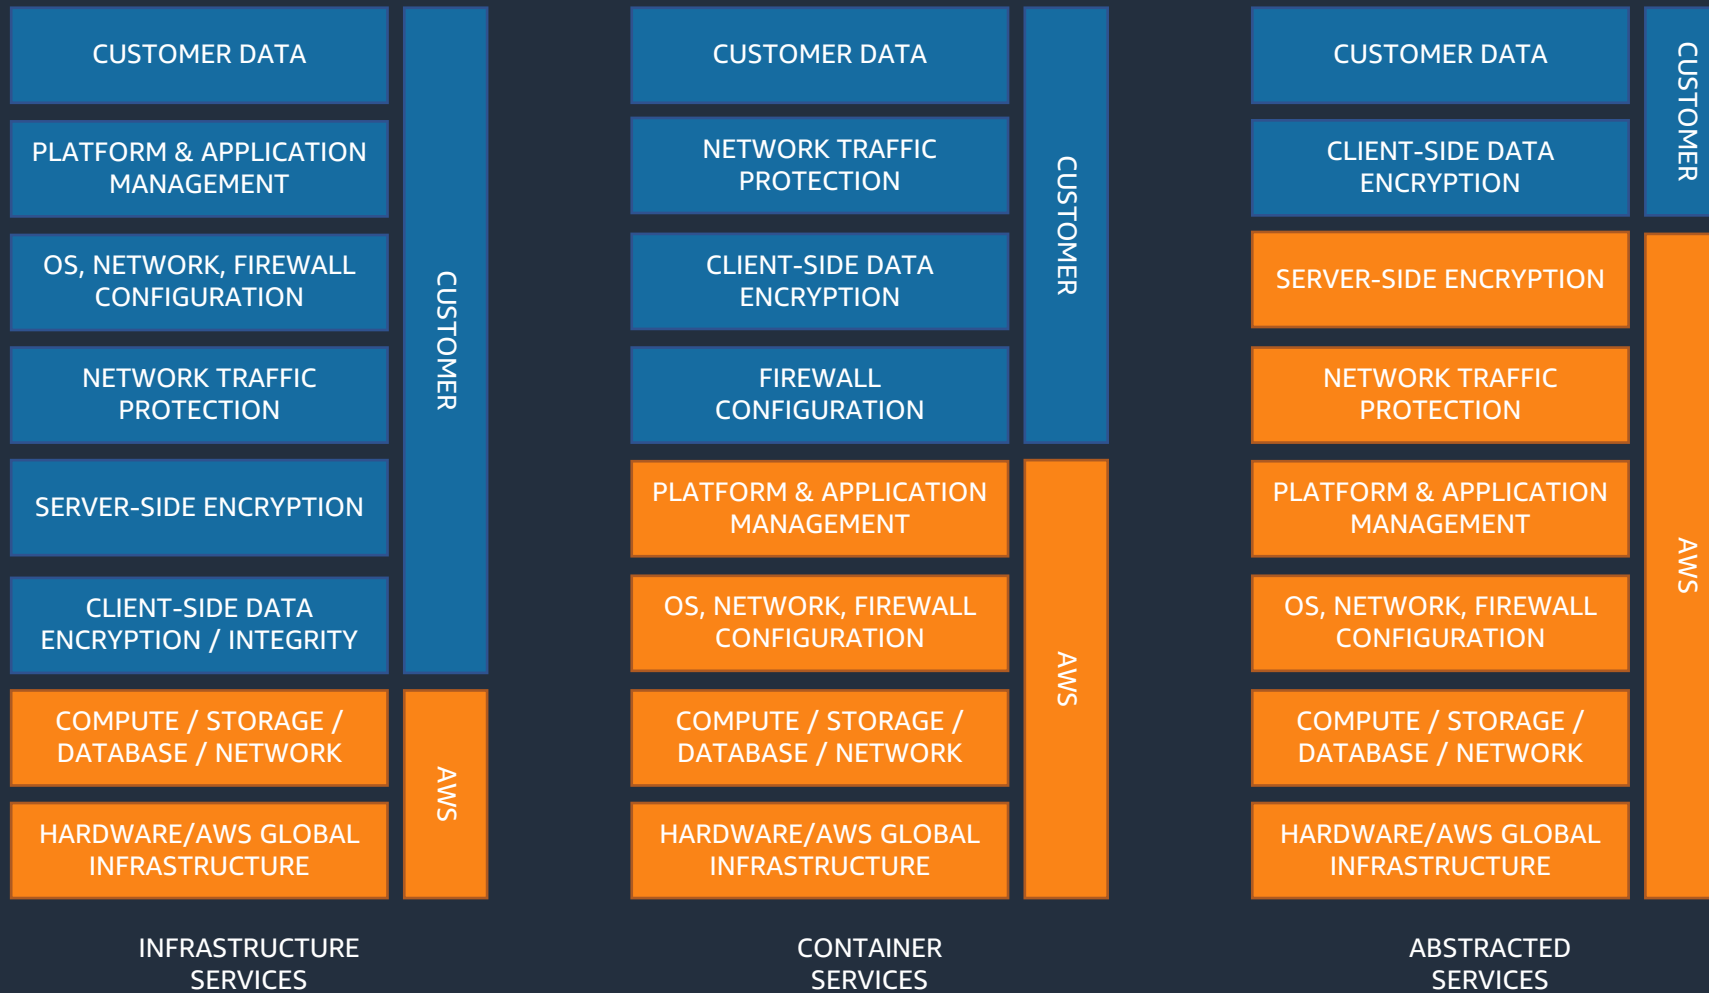 CUSTOMER DATA
PLATFORM & APPLICATION
MANAGEMENT
OS, NETWORK, FIREWALL
CONFIGURATION
NETWORK TRAFFIC
PROTECTION
SERVER-SIDE ENCRYPTION
CLIENT-SIDE DATA
ENCRYPTION / INTEGRITY
COMPUTE / STORAGE /
DATABASE / NETWORK
HARDWARE/AWS GLOBAL
INFRASTRUCTURE
CUSTOMER
AWS
INFRASTRUCTURE
SERVICES
CUSTOMER DATA
NETWORK TRAFFIC
PROTECTION
CLIENT-SIDE DATA
ENCRYPTION
FIREWALL
CONFIGURATION
PLATFORM & APPLICATION
MANAGEMENT
OS, NETWORK, FIREWALL
CONFIGURATION
COMPUTE / STORAGE /
DATABASE / NETWORK
HARDWARE/AWS GLOBAL
INFRASTRUCTURE
CUSTOMER
AWS
CONTAINER
SERVICES
CUSTOMER DATA
CLIENT-SIDE DATA
ENCRYPTION
SERVER-SIDE ENCRYPTION
NETWORK TRAFFIC
PROTECTION
PLATFORM & APPLICATION
MANAGEMENT
OS, NETWORK, FIREWALL
CONFIGURATION
COMPUTE / STORAGE /
DATABASE / NETWORK
HARDWARE/AWS GLOBAL
INFRASTRUCTURE
CUSTOMER
AWS
ABSTRACTED
SERVICES